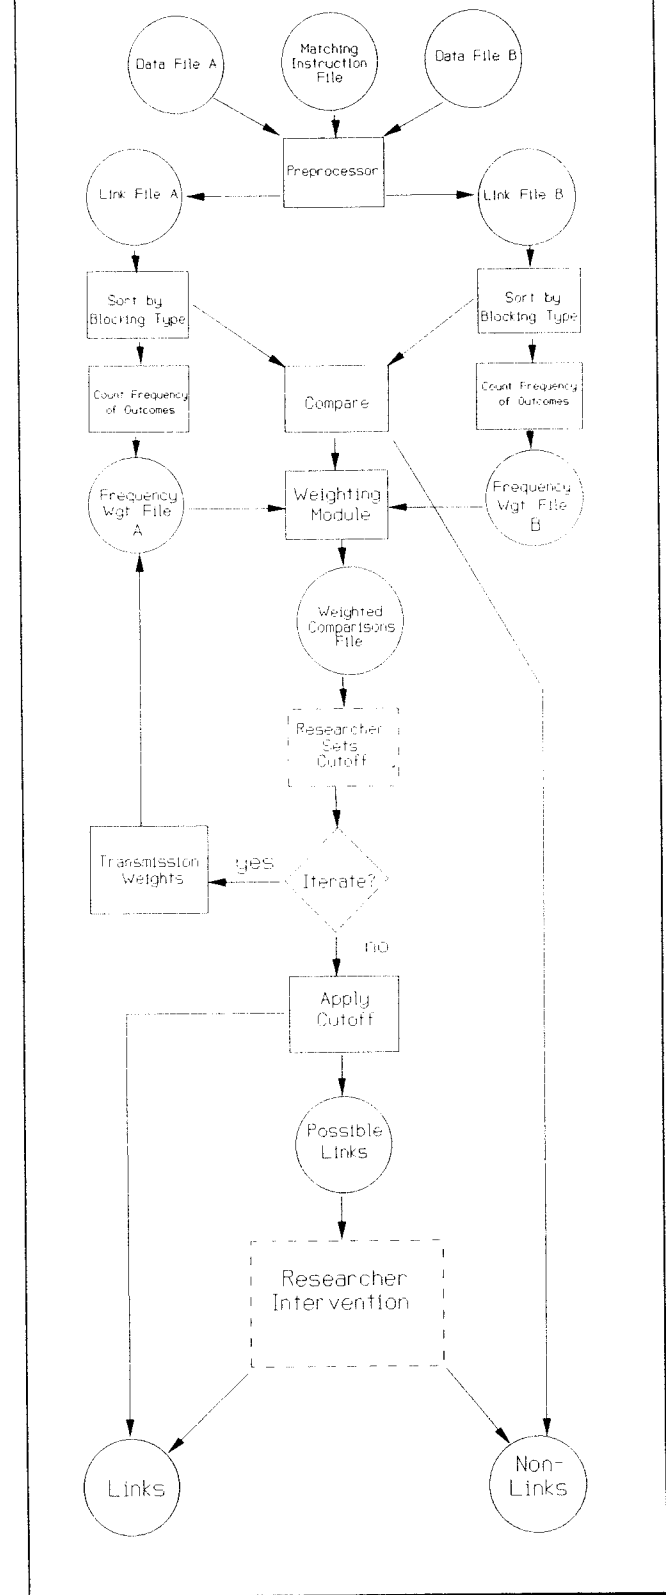 Data File A
Matching
Instruction
File
Data File B
Preprocessor
Link File A
Link File B
Sort by
Blocking Type
Sort by
Blocking Type
Count Frequency
of Outcomes
Compare
Count Frequency
of Outcomes
Frequency
Wgt File
A
Weighting
Module
Frequency
Wgt File
B
Weighted
Comparisons
File
Researcher
Sets
Cutoff
Transmission
Weights
yes
Iterate?
no
Apply
Cutoff
Possible
Links
Researcher
Intervention
Links
Non-
Links